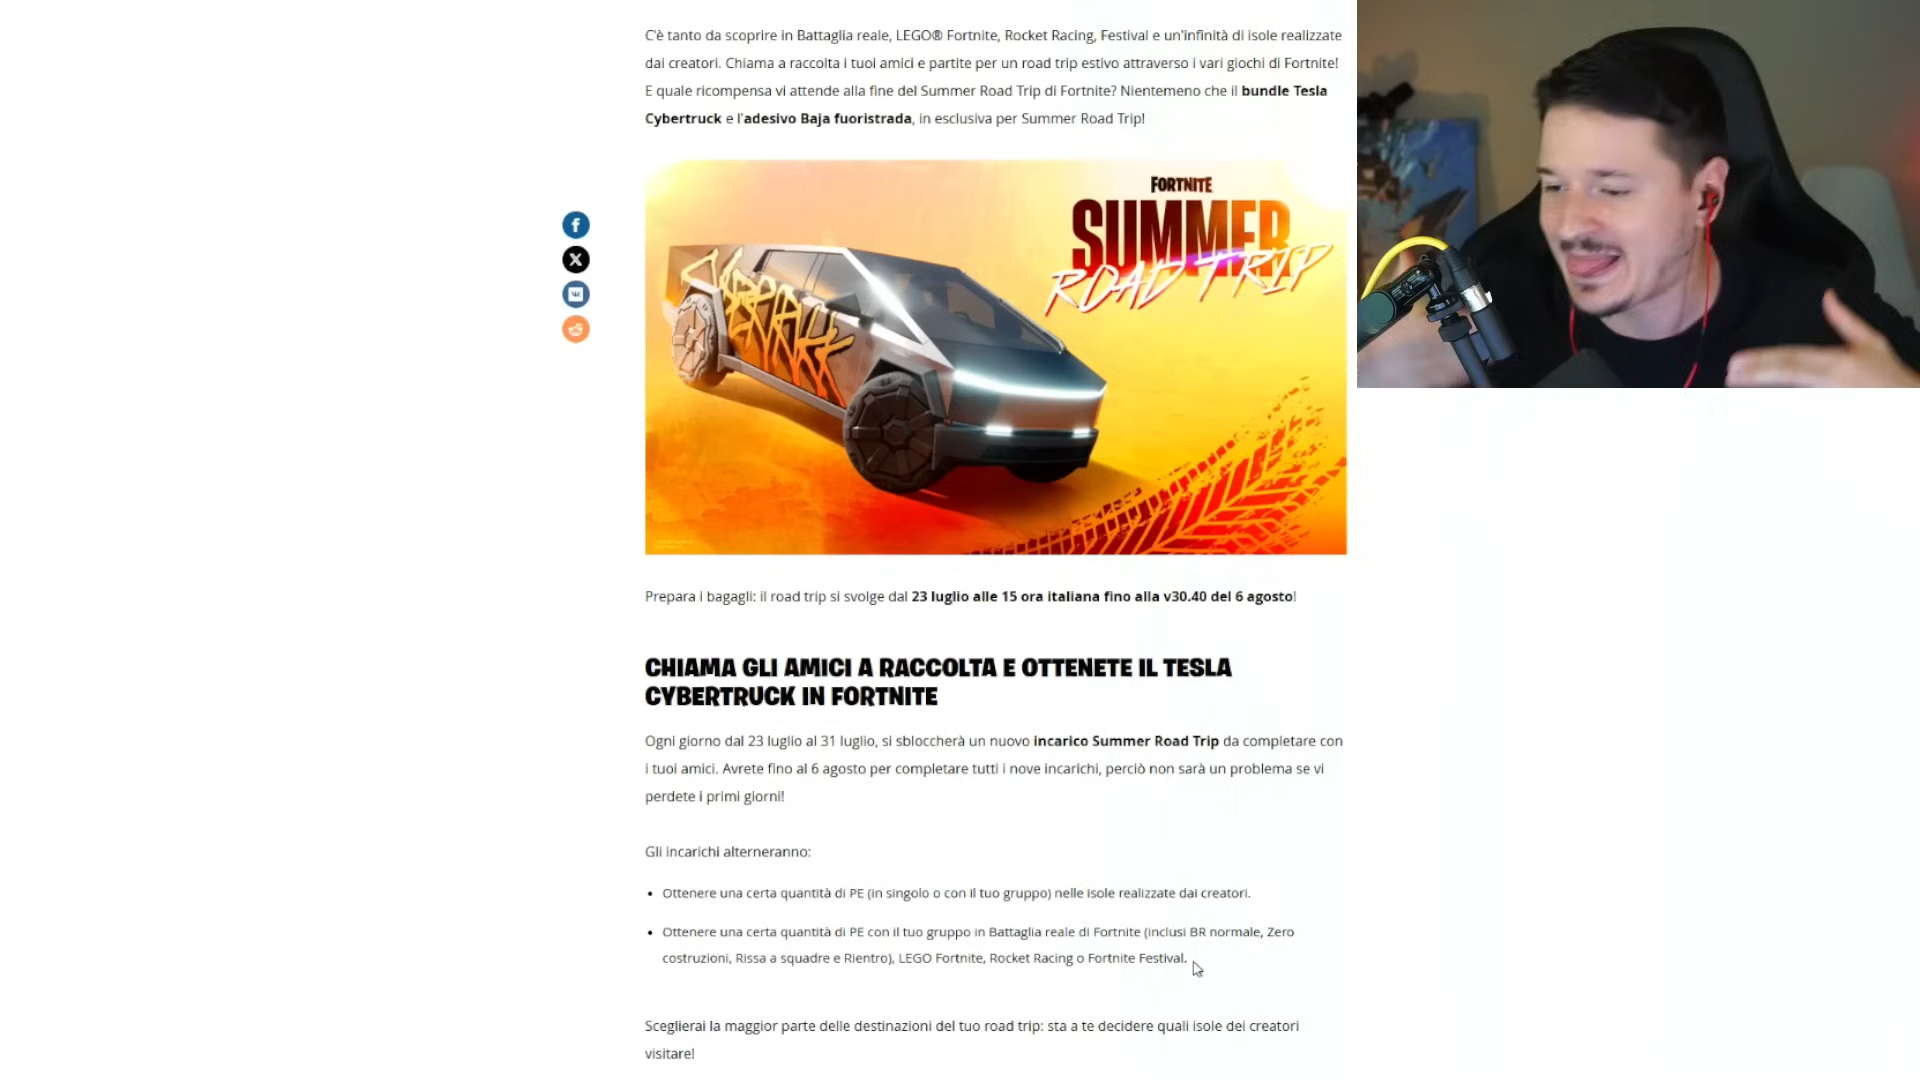 C'è tanto da scoprire in Battaglia reale, LEGO® Fortnite, Rocket Racing, Festival e un'infinità di isole realizzate
dai creatori. Chiama a raccolta i tuoi amici e partite per un road trip estivo attraverso i vari giochi di Fortnite!
E quale ricompensa vi attende alla fine del Summer Road Trip di Fortnite? Nientemeno che il bundle Tesla
Cybertruck e l'adesivo Baja fuoristrada, in esclusiva per Summer Road Trip!
FORTNITE
SUMMER
ROAD TRIP
Prepara i bagagli: il road trip si svolge dal 23 luglio alle 15 ora italiana fino alla v30.40 del 6 agosto!
CHIAMA GLI AMICI A RACCOLTA E OTTENETE IL TESLA
CYBERTRUCK IN FORTNITE
Ogni giorno dal 23 luglio al 31 luglio, si sbloccherà un nuovo incarico Summer Road Trip da completare con
i tuoi amici. Avrete fino al 6 agosto per completare tutti i nove incarichi, perciò non sarà un problema se vi
perdete i primi giorni!
Gli incarichi alterneranno:
• Ottenere una certa quantità di PE (in singolo o con il tuo gruppo) nelle isole realizzate dai creatori.
• Ottenere una certa quantità di PE con il tuo gruppo in Battaglia reale di Fortnite (inclusi BR normale, Zero
costruzioni, Rissa a squadre e Rientro), LEGO Fortnite, Rocket Racing o Fortnite Festival.
Sceglierai la maggior parte delle destinazioni del tuo road trip: sta a te decidere quali isole dei creatori
visitare!